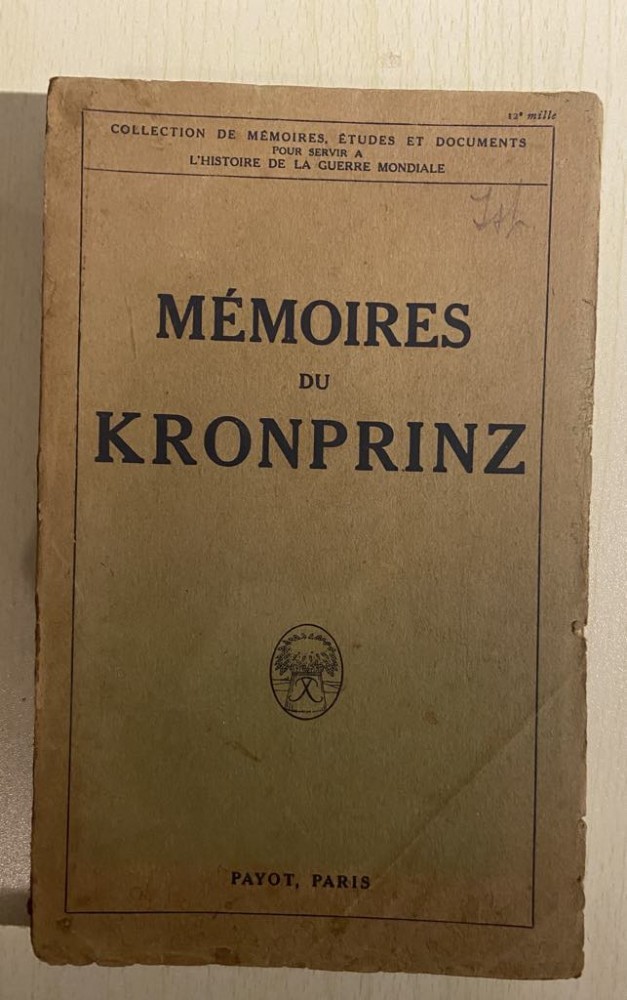 12e mille
COLLECTION DE MÉMOIRES, ÉTUDES ET DOCUMENTS
POUR SERVIR A
L'HISTOIRE DE LA GUERRE MONDIALE
MÉMOIRES
DU
KRONPRINZ
PAYOT, PARIS